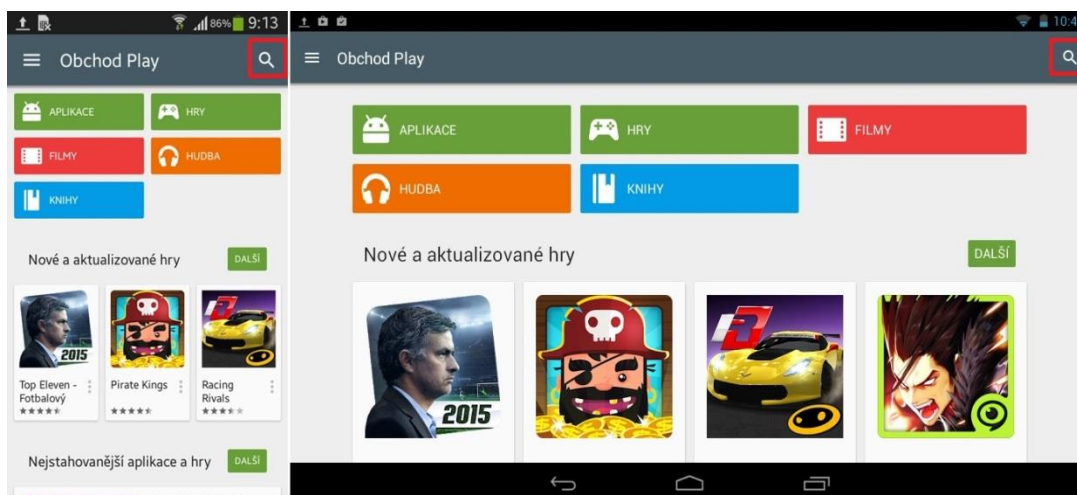 86% 9:13
Obchod Play
APLIKACE
HRY
FILMY
HUDBA
KNIHY
Nové a aktualizované hry
DALŠÍ
2015
Top Eleven -
Fotbalový
Pirate Kings
Racing
Rivals
Nejstahovanější aplikace a hry
DALŠÍ
10:4
Obchod Play
APLIKACE
HRY
FILMY
HUDBA
KNIHY
Nové a aktualizované hry
DALŠÍ
2015